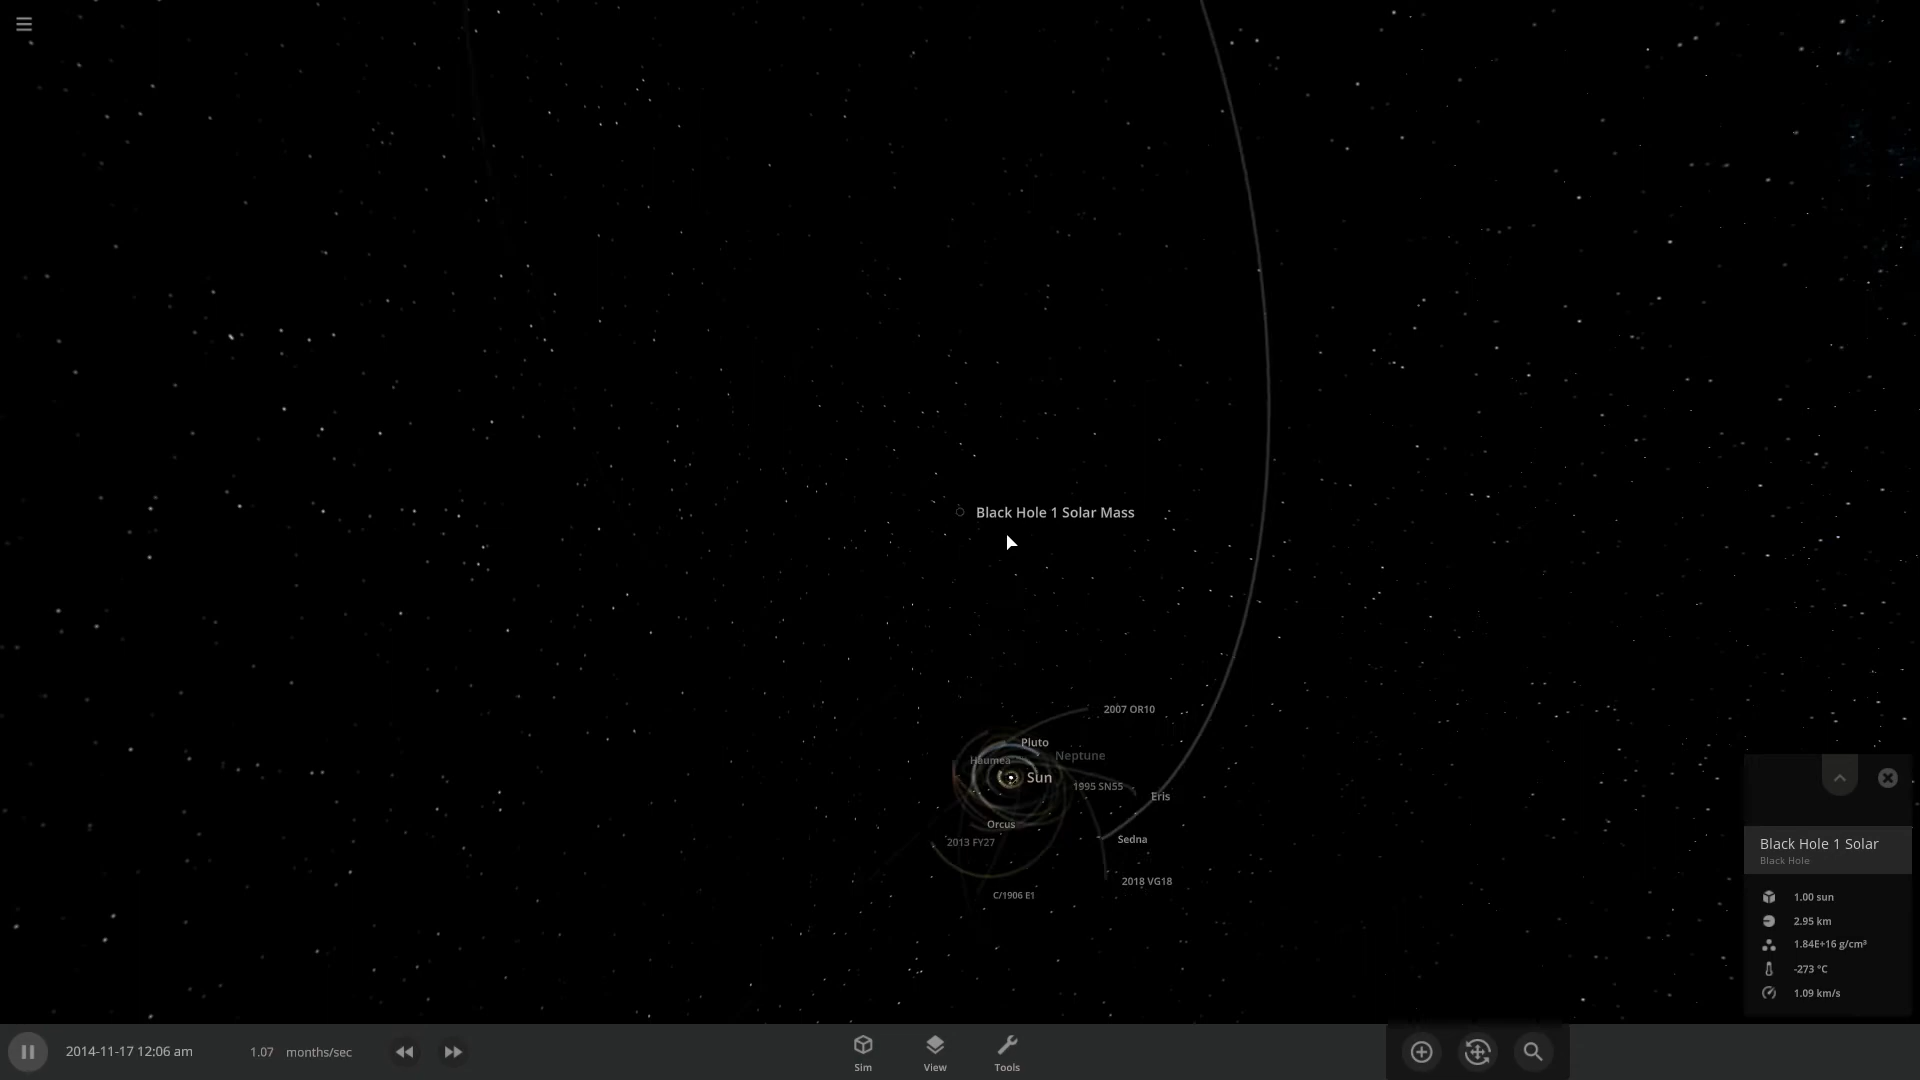 Black Hole 1 Solar Mass
2007 OR10
Pluto
Neptune
Haumea
Sun
1995 SN55
Eris
Orcus
Sedna
2013 FY27
2018 VG18
C/1906 E1
Black Hole 1 Solar
Black Hole
1.00 sun
2.95 km
1.84E+16 g/cm³
-273 °C
1.09 km/s
2014-11-17 12:06 am
1.07 months/sec
Sim
View
Tools